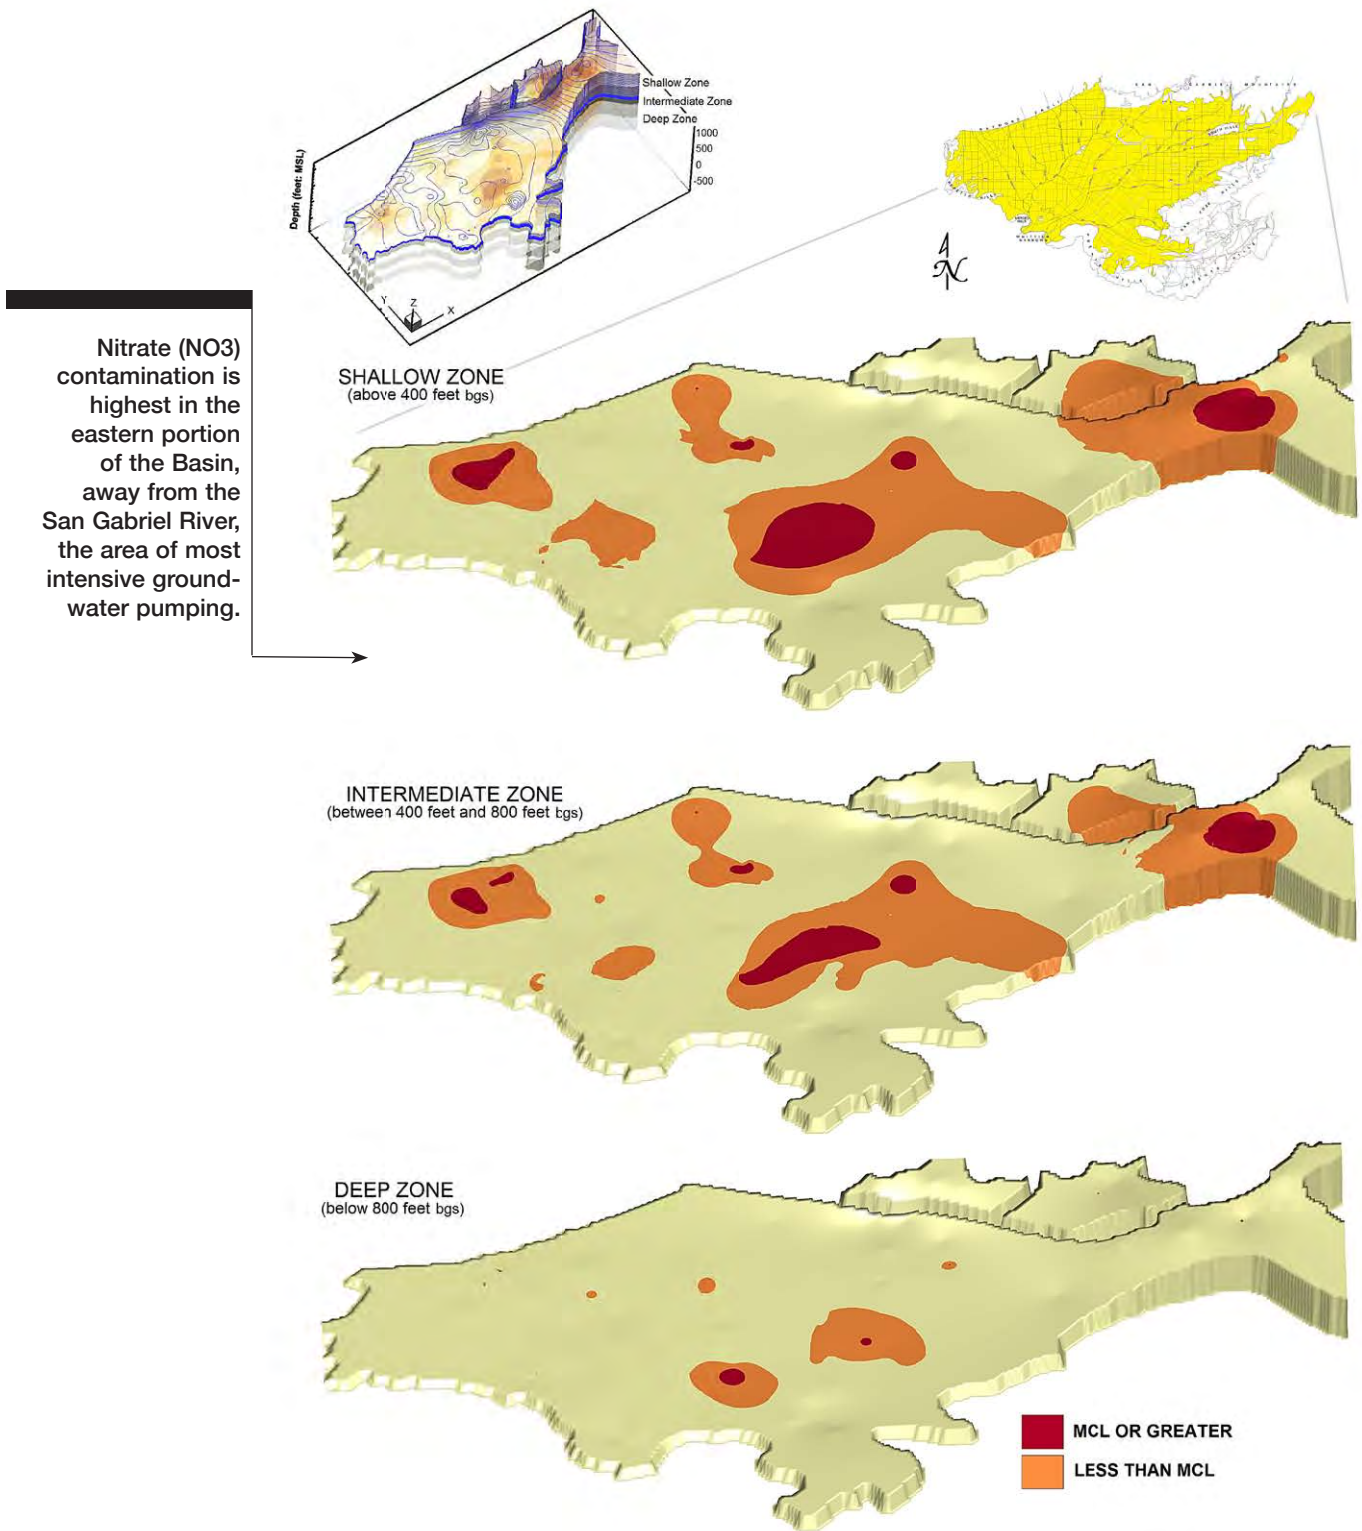 Shallow Zone
Intermediate Zone
Deep Zone
1000
500
0
-500
Depth (feet: MSL)
Y
Z
X
N
Nitrate (NO3)
contamination is
highest in the
eastern portion
of the Basin,
away from the
San Gabriel River,
the area of most
intensive ground-
water pumping.
SHALLOW ZONE
(above 400 feet bgs)
INTERMEDIATE ZONE
(between 400 feet and 800 feet bgs)
DEEP ZONE
(below 800 feet bgs)
MCL OR GREATER
LESS THAN MCL